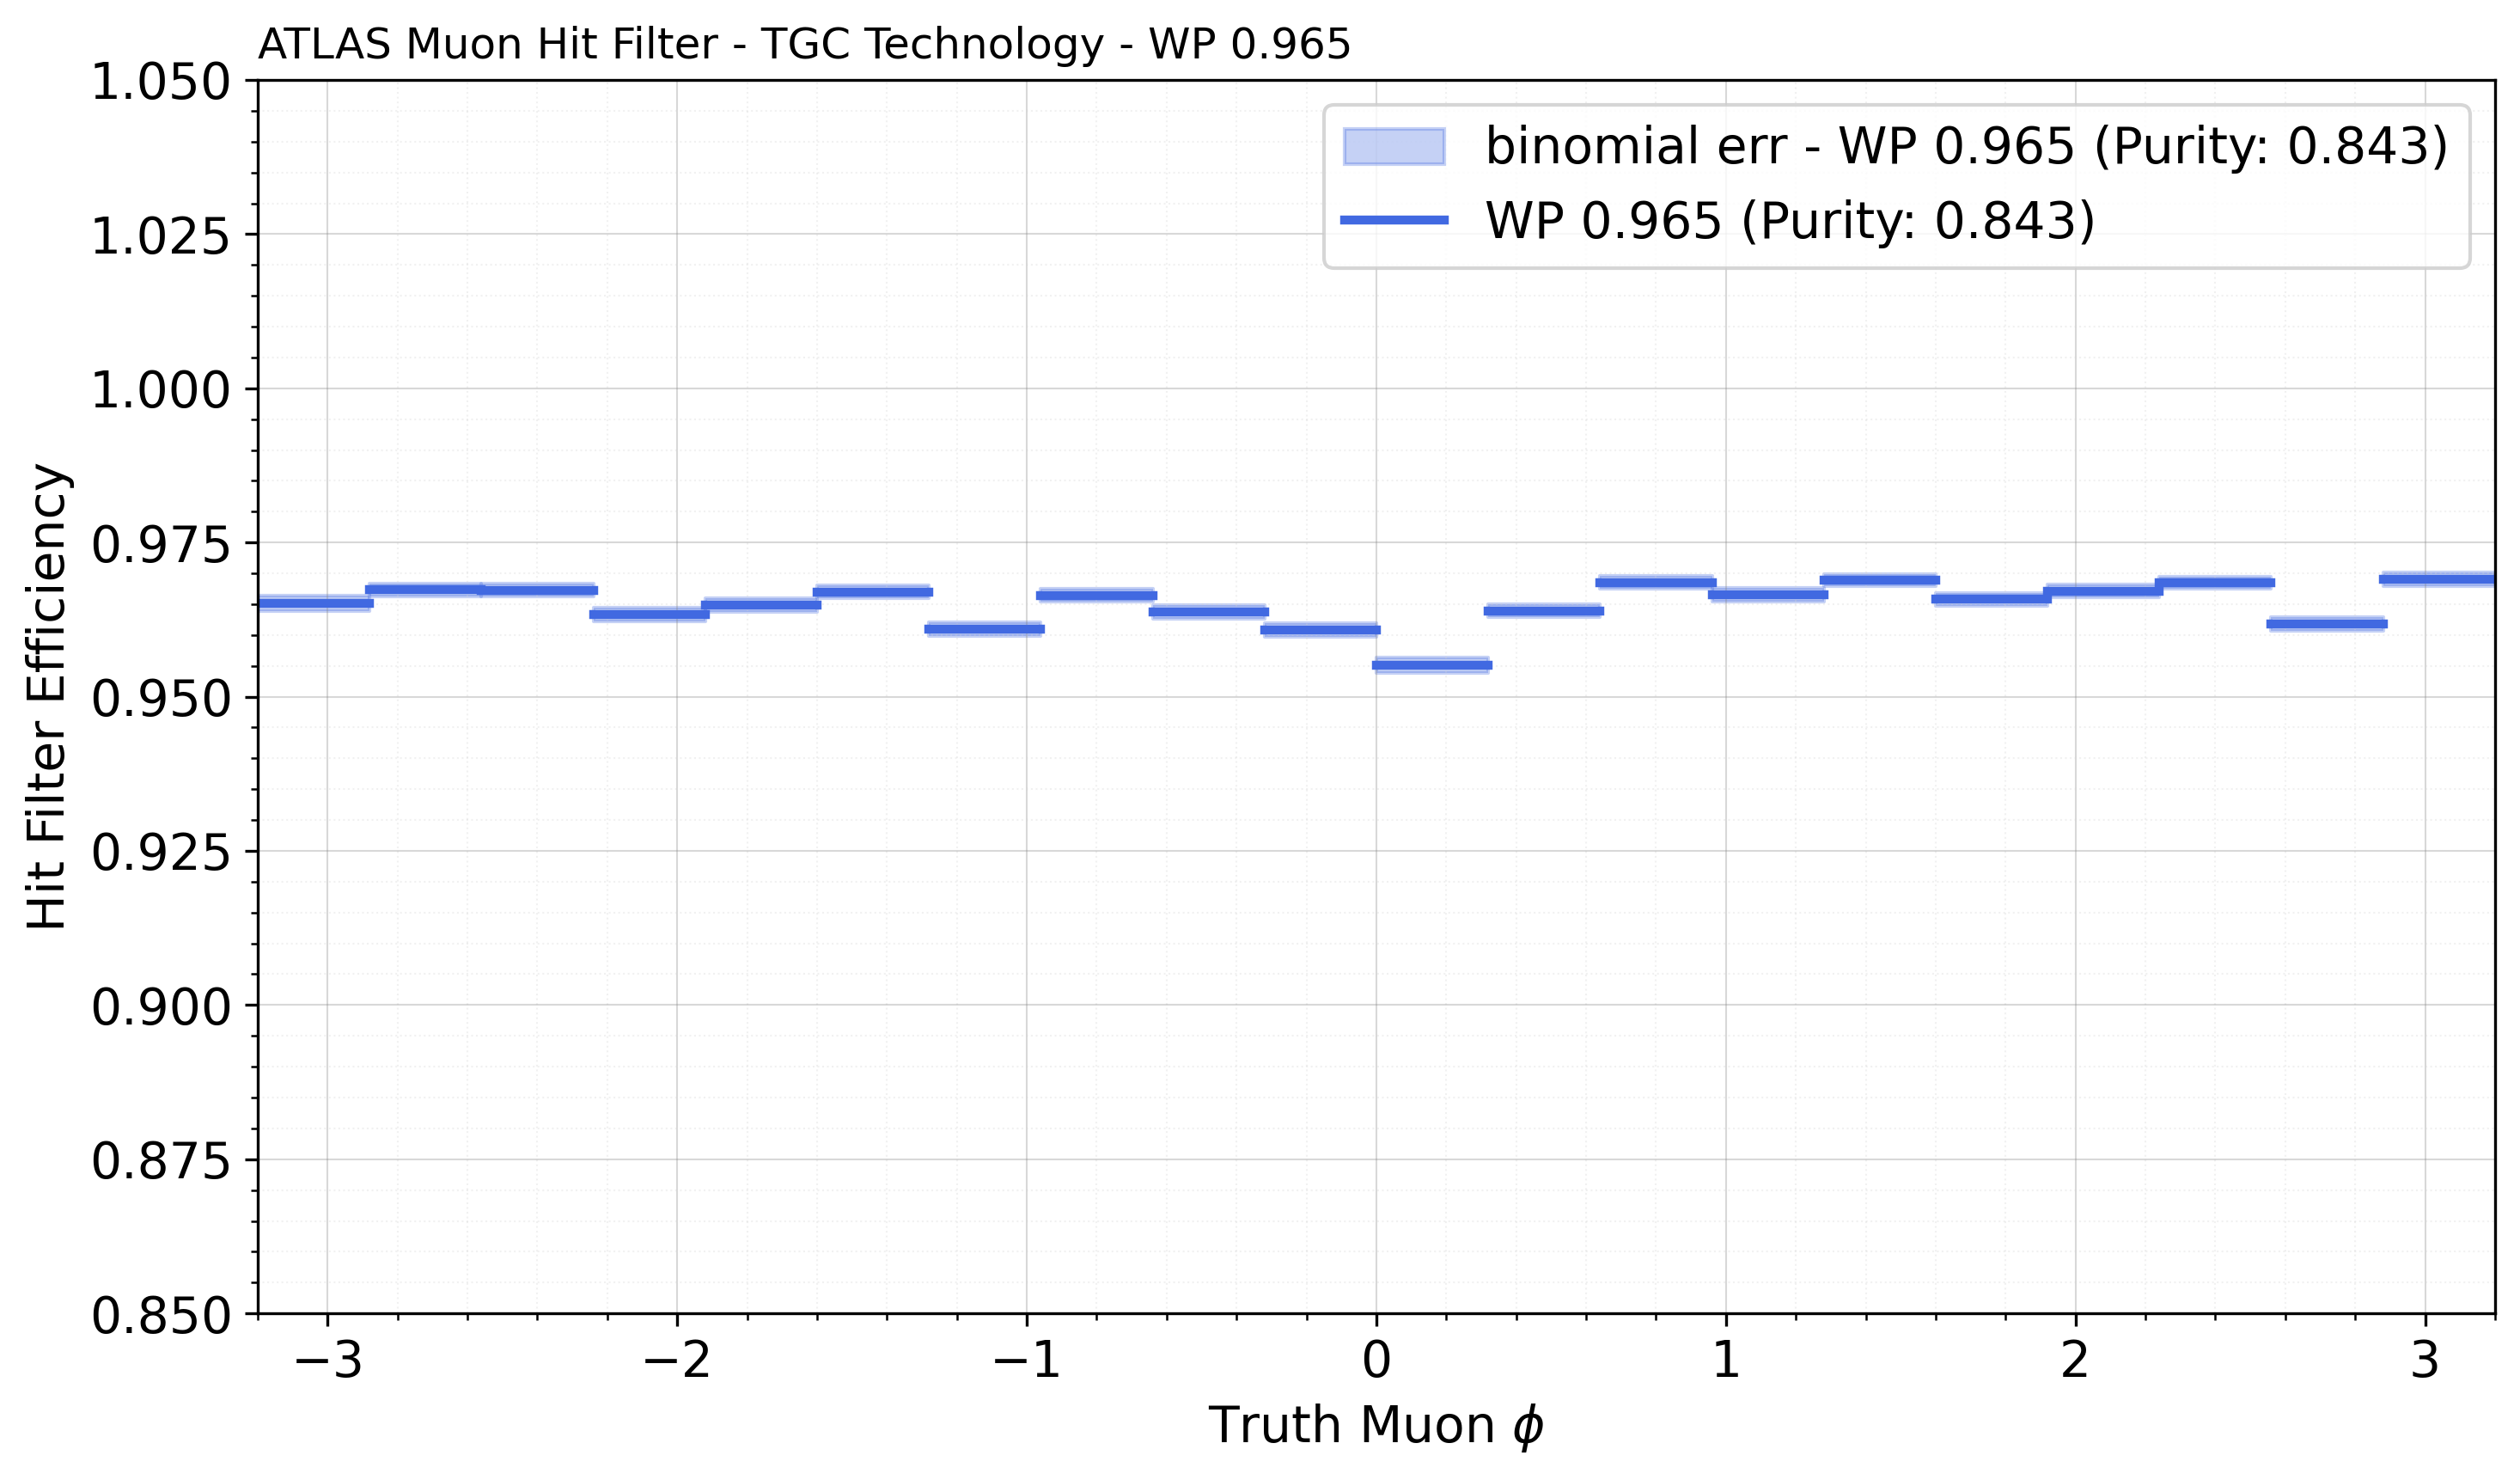 ATLAS Muon Hit Filter - TGC Technology - WP 0.965
binomial err - WP 0.965 (Purity: 0.843)
WP 0.965 (Purity: 0.843)
Hit Filter Efficiency
1.050
1.025
1.000
0.975
0.950
0.925
0.900
0.875
0.850
−3 −2 −1 0 1 2 3
Truth Muon ϕ